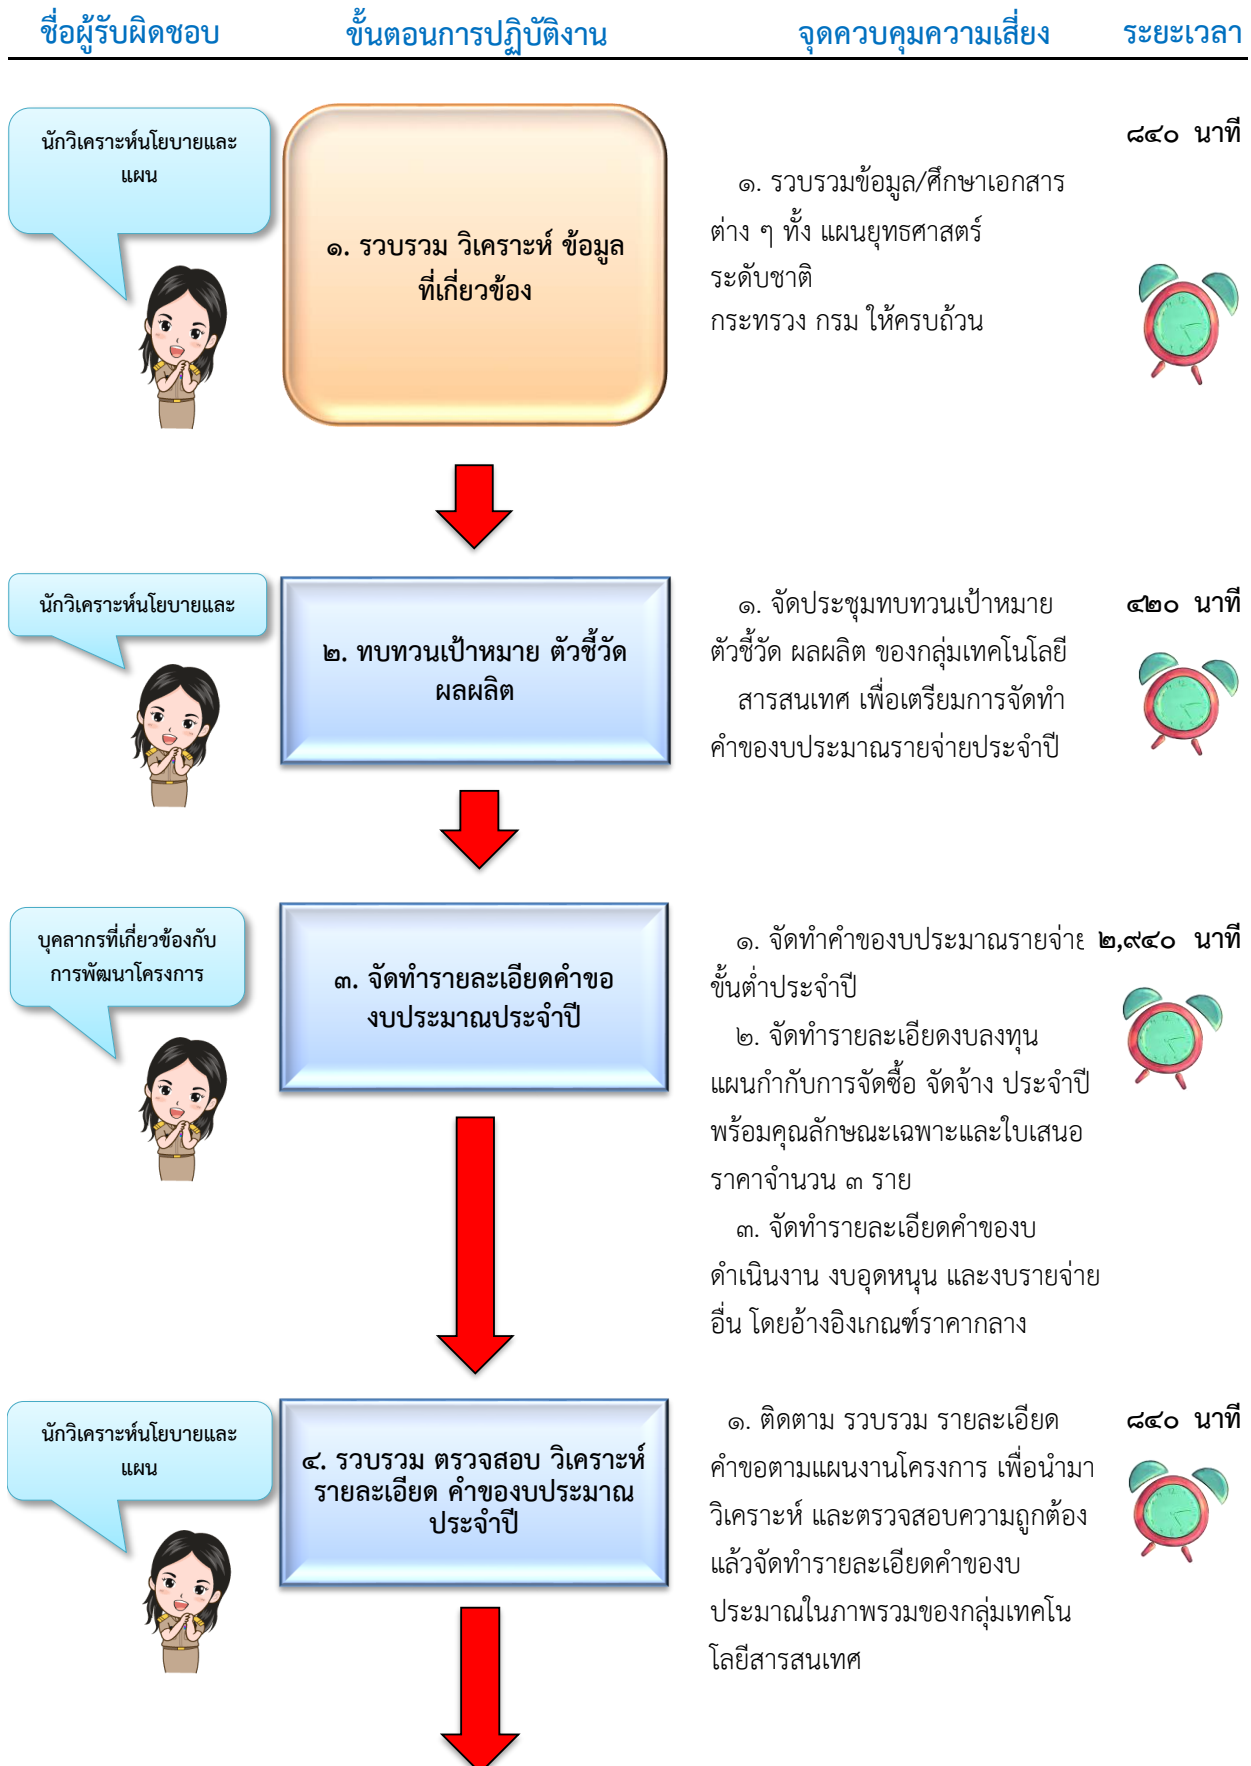 ชื่อผู้รับผิดชอบ ขั้นตอนการปฏิบัติงาน จุดควบคุมความเสี่ยง ระยะเวลา
นักวิเคราะห์นโยบายและ
แผน
๑. รวบรวม วิเคราะห์ ข้อมูล
ที่เกี่ยวข้อง
๑. รวบรวมข้อมูล/ศึกษาเอกสาร
ต่าง ๆ ทั้ง แผนยุทธศาสตร์
ระดับชาติ
กระทรวง กรม ให้ครบถ้วน
๘๔๐ นาที
นักวิเคราะห์นโยบายและ
๒. ทบทวนเป้าหมาย ตัวชี้วัด
ผลผลิต
๑. จัดประชุมทบทวนเป้าหมาย
ตัวชี้วัด ผลผลิต ของกลุ่มเทคโนโลยี
สารสนเทศ เพื่อเตรียมการจัดทำ
คำของบประมาณรายจ่ายประจำปี
๔๒๐ นาที
บุคลากรที่เกี่ยวข้องกับ
การพัฒนาโครงการ
๓. จัดทำรายละเอียดคำขอ
งบประมาณประจำปี
๑. จัดทำคำของบประมาณรายจ่าย
ขั้นต่ำประจำปี
๒. จัดทำรายละเอียดงบลงทุน
แผนกำกับการจัดซื้อ จัดจ้าง ประจำปี
พร้อมคุณลักษณะเฉพาะและใบเสนอ
ราคาจำนวน ๓ ราย
๓. จัดทำรายละเอียดคำของบ
ดำเนินงาน งบอุดหนุน และงบรายจ่าย
อื่น โดยอ้างอิงเกณฑ์ราคากลาง
๒,๙๔๐ นาที
นักวิเคราะห์นโยบายและ
แผน
๔. รวบรวม ตรวจสอบ วิเคราะห์
รายละเอียด คำของบประมาณ
ประจำปี
๑. ติดตาม รวบรวม รายละเอียด
คำขอตามแผนงานโครงการ เพื่อนำมา
วิเคราะห์ และตรวจสอบความถูกต้อง
แล้วจัดทำรายละเอียดคำของบ
ประมาณในภาพรวมของกลุ่มเทคโน
โลยีสารสนเทศ
๘๔๐ นาที